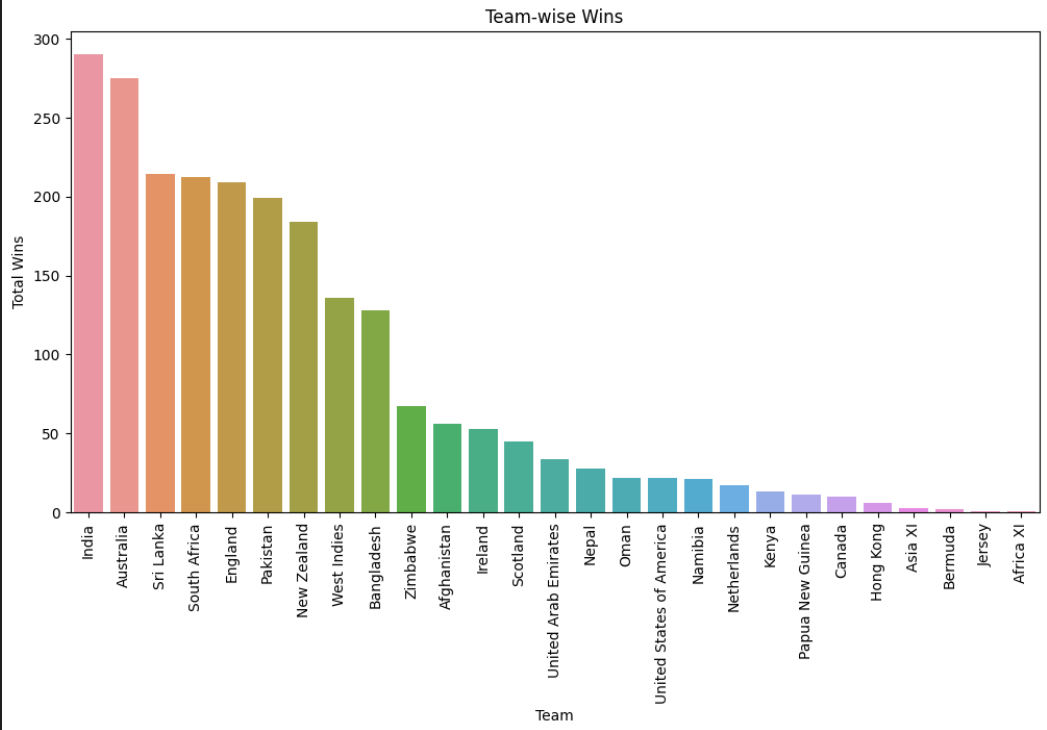 Team-wise Wins
Total Wins
300
250
200
150
100
50
0
India
Australia
Sri Lanka
South Africa
England
Pakistan
New Zealand
West Indies
Bangladesh
Zimbabwe
Afghanistan
Ireland
Scotland
United Arab Emirates
Nepal
Oman
United States of America
Namibia
Netherlands
Kenya
Papua New Guinea
Canada
Hong Kong
Asia XI
Bermuda
Jersey
Africa XI
Team